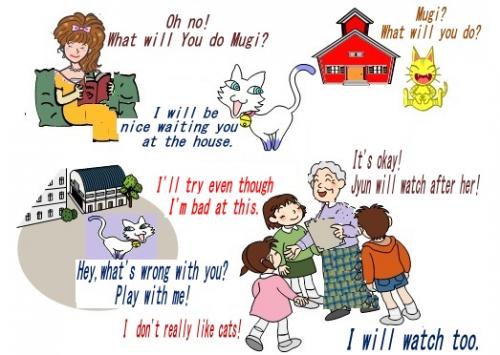 Oh no!
What will You do Mugi?
Mugi?
What will you do?
I will be
nice waiting you
at the house.
It's okay!
Jyun will watch after her!
I'll try even though
I'm bad at this.
Hey,what's wrong with you?
Play with me!
I don't really like cats!
I will watch too.